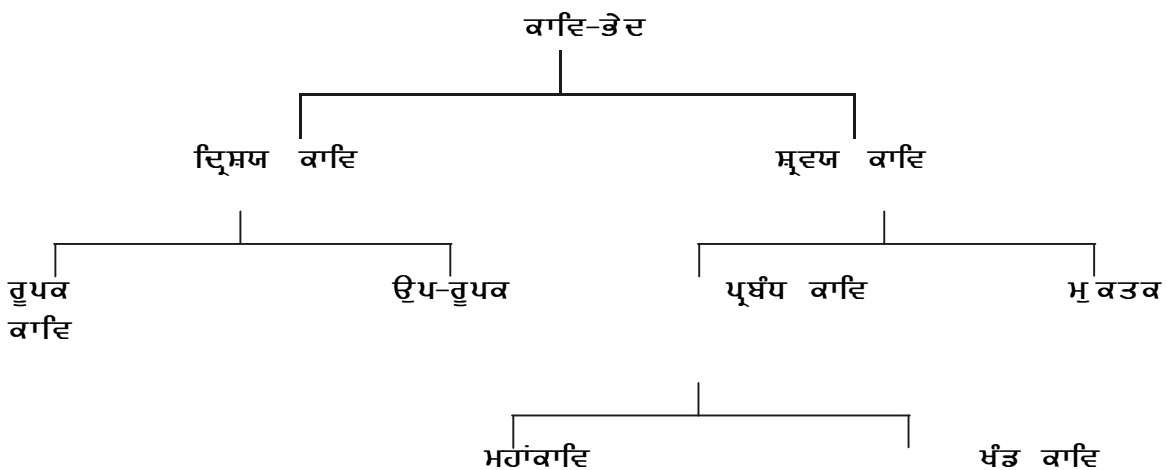 ਕਾਵਿ-ਭੇਦ
ਦ੍ਰਿਸ਼ਯ ਕਾਵਿ ਸ਼੍ਰਵਯ ਕਾਵਿ
ਰੂਪਕ ਉਪ-ਰੂਪਕ ਪ੍ਰਬੰਧ ਕਾਵਿ ਮੁਕਤਕ
ਕਾਵਿ
ਮਹਾਂਕਾਵਿ ਖੰਡ ਕਾਵਿ